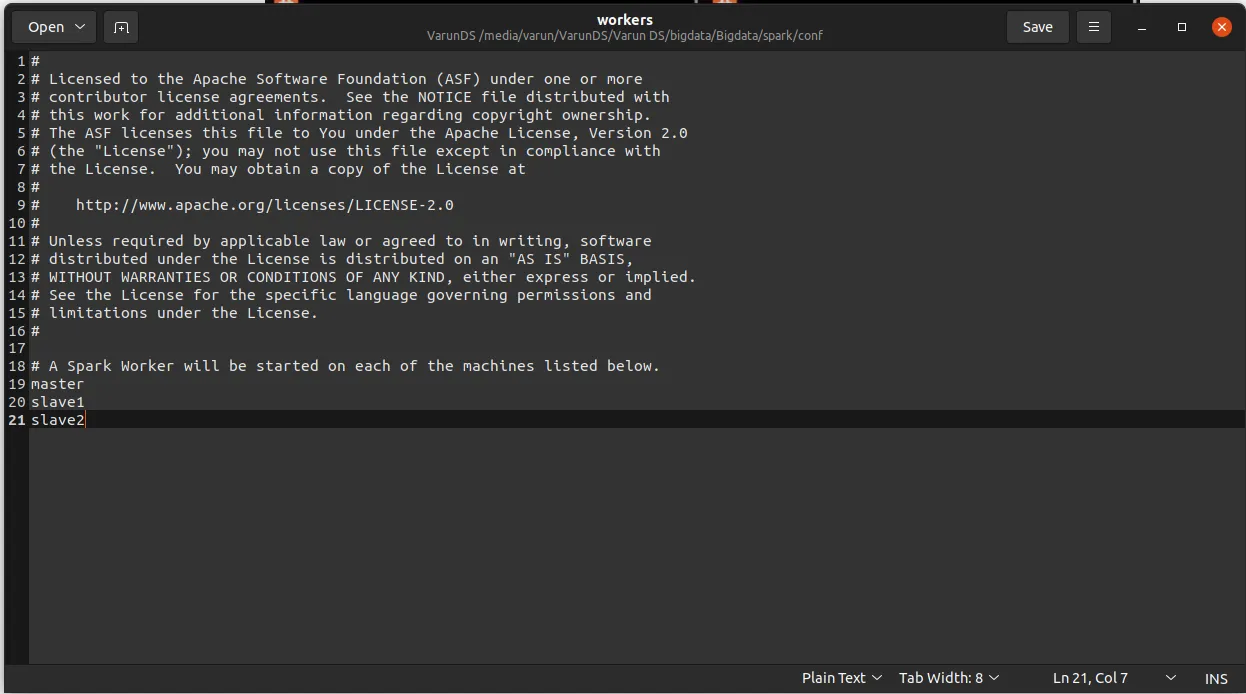 Open
workers
VarunDS /media/varun/VarunDS/Varun DS/bigdata/Bigdata/spark/conf
Save
1 #
2 # Licensed to the Apache Software Foundation (ASF) under one or more
3 # contributor license agreements.  See the NOTICE file distributed with
4 # this work for additional information regarding copyright ownership.
5 # The ASF licenses this file to You under the Apache License, Version 2.0
6 # (the "License"); you may not use this file except in compliance with
7 # the License.  You may obtain a copy of the License at
8 #
9 #    http://www.apache.org/licenses/LICENSE-2.0
10 #
11 # Unless required by applicable law or agreed to in writing, software
12 # distributed under the License is distributed on an "AS IS" BASIS,
13 # WITHOUT WARRANTIES OR CONDITIONS OF ANY KIND, either express or implied.
14 # See the License for the specific language governing permissions and
15 # limitations under the License.
16 #
17
18 # A Spark Worker will be started on each of the machines listed below.
19 master
20 slave1
21 slave2
Plain Text Tab Width: 8 Ln 21, Col 7 INS